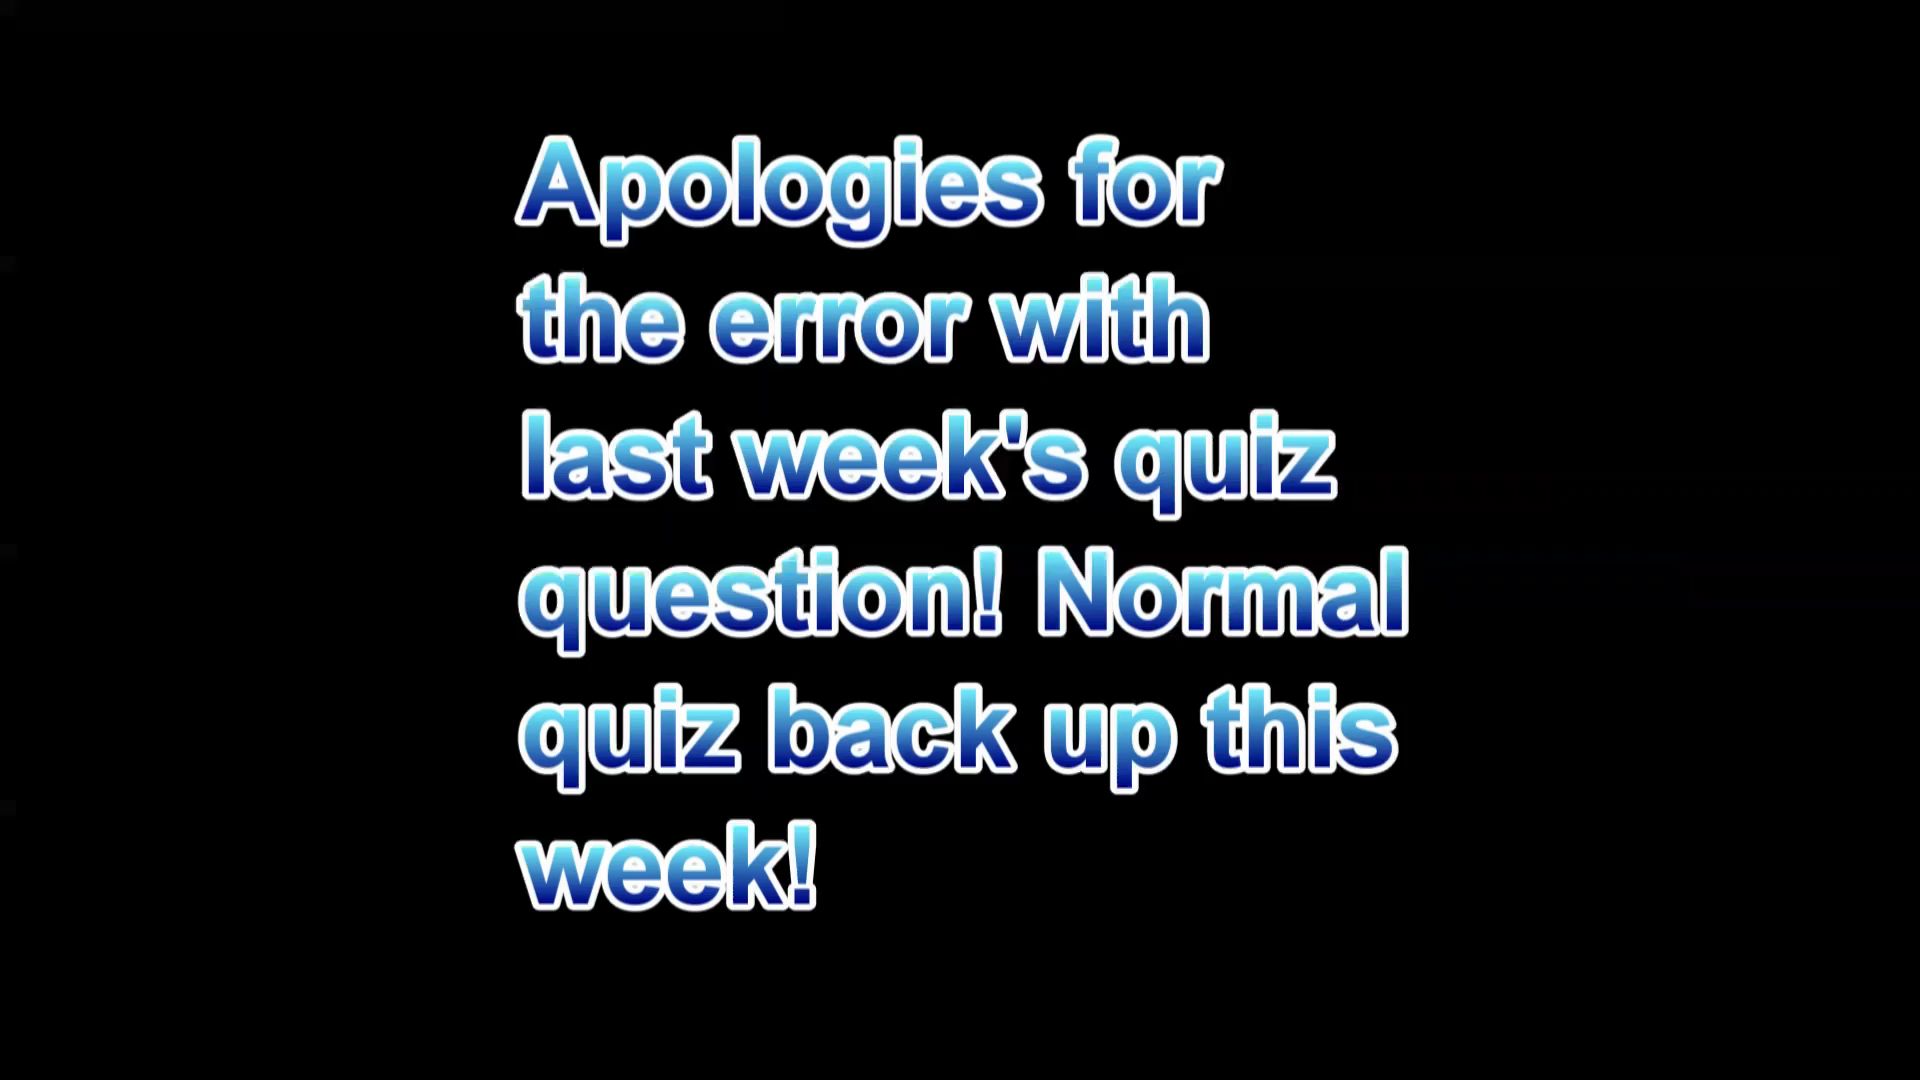 Apologies for
the error with
last week's quiz
question! Normal
quiz back up this
week!